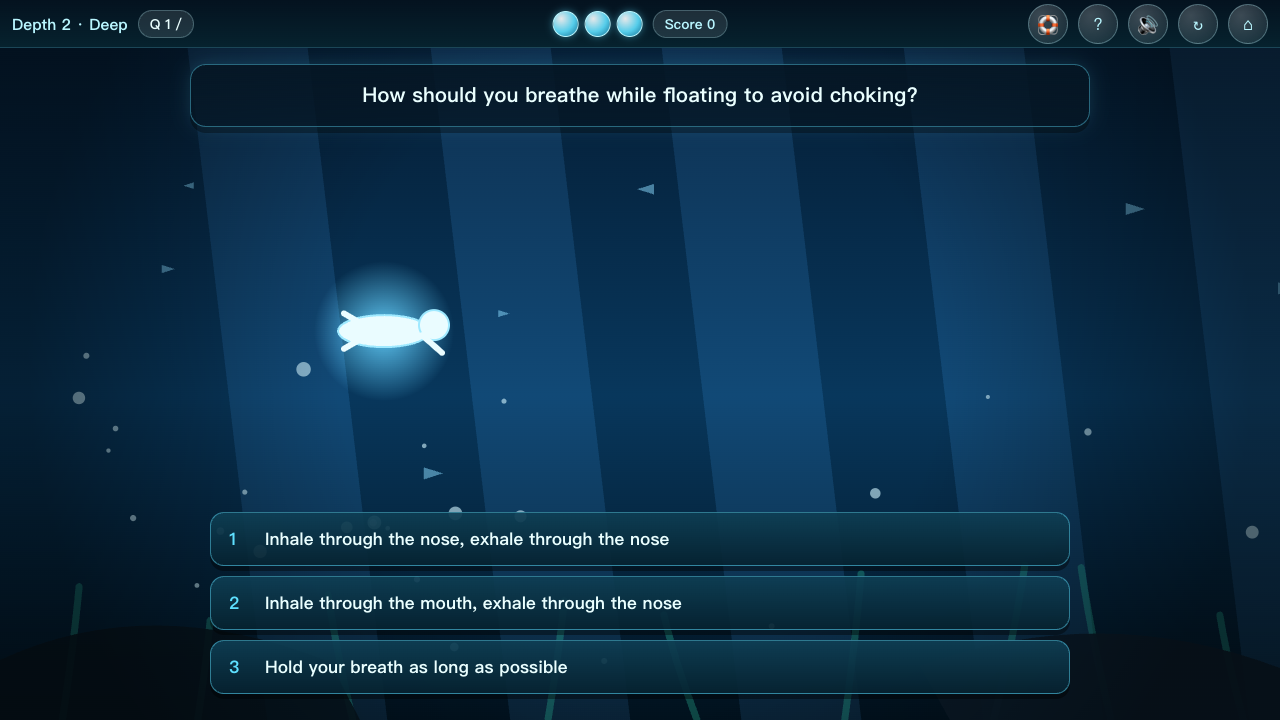 Depth 2 · Deep
Q 1 /
Score 0
?
How should you breathe while floating to avoid choking?
1 Inhale through the nose, exhale through the nose
2 Inhale through the mouth, exhale through the nose
3 Hold your breath as long as possible